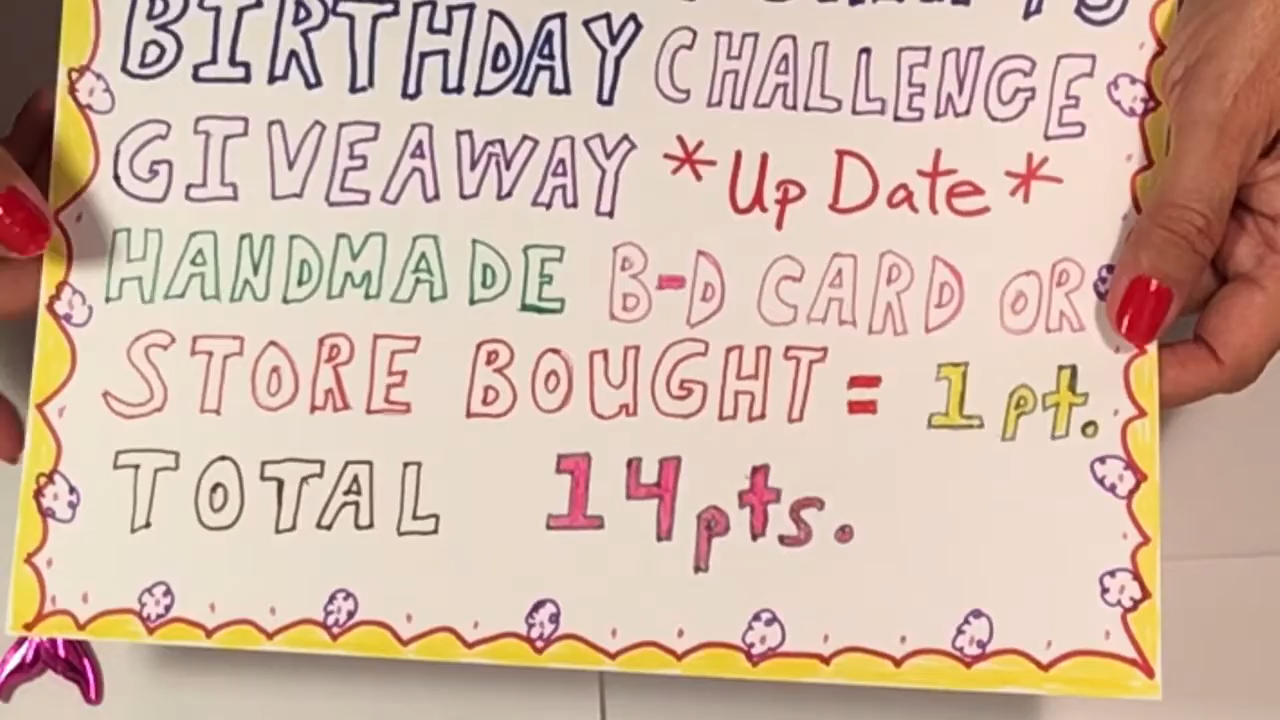 BIRTHDAY CHALLENGE
GIVEAWAY *Up Date*
HANDMADE B-D CARD OR
STORE BOUGHT = 1 pt.
TOTAL 14 pts.